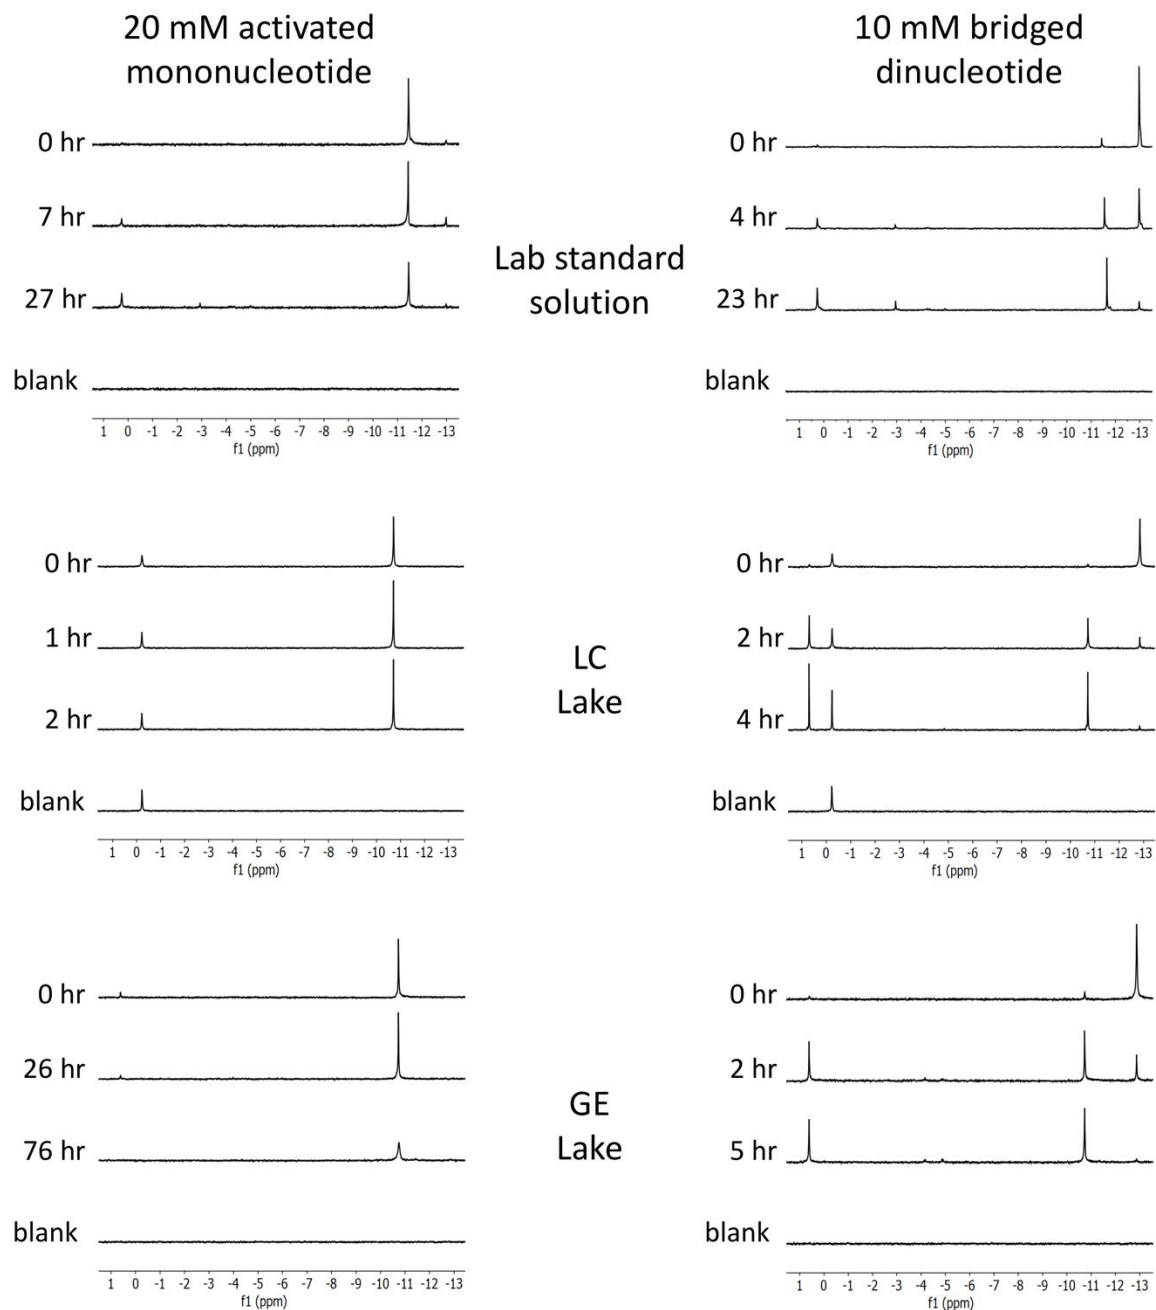 20 mM activated
mononucleotide
10 mM bridged
dinucleotide
0 hr
7 hr
27 hr
blank
1 0 -1 -2 -3 -4 -5 -6 -7 -8 -9 -10 -11 -12 -13
f1 (ppm)
Lab standard
solution
0 hr
4 hr
23 hr
blank
1 0 -1 -2 -3 -4 -5 -6 -7 -8 -9 -10 -11 -12 -13
f1 (ppm)
0 hr
1 hr
2 hr
blank
1 0 -1 -2 -3 -4 -5 -6 -7 -8 -9 -10 -11 -12 -13
f1 (ppm)
LC
Lake
0 hr
2 hr
4 hr
blank
1 0 -1 -2 -3 -4 -5 -6 -7 -8 -9 -10 -11 -12 -13
f1 (ppm)
0 hr
26 hr
76 hr
blank
1 0 -1 -2 -3 -4 -5 -6 -7 -8 -9 -10 -11 -12 -13
f1 (ppm)
GE
Lake
0 hr
2 hr
5 hr
blank
1 0 -1 -2 -3 -4 -5 -6 -7 -8 -9 -10 -11 -12 -13
f1 (ppm)